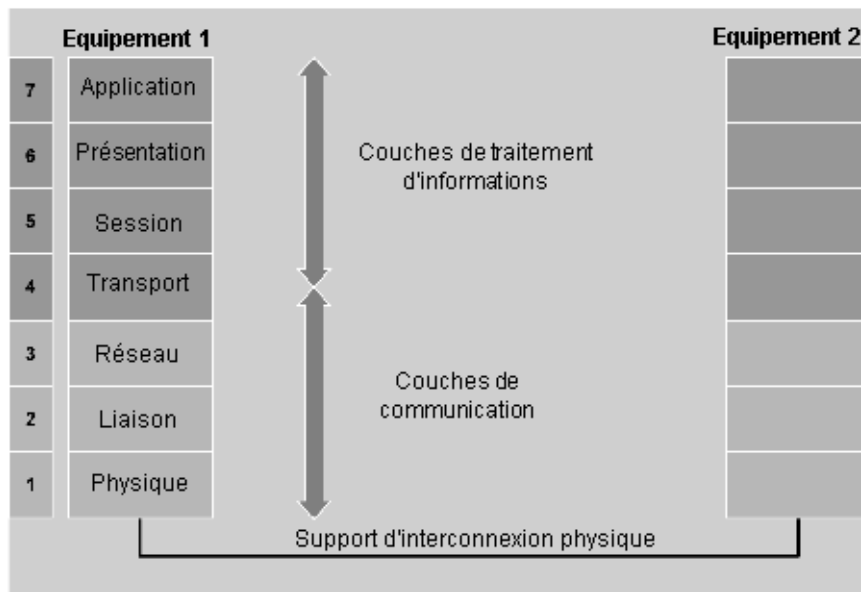 Equipement 1
Equipement 2
7
Application
6
Présentation
Couches de traitement
d'informations
5
Session
4
Transport
3
Réseau
Couches de
communication
2
Liaison
1
Physique
Support d'interconnexion physique